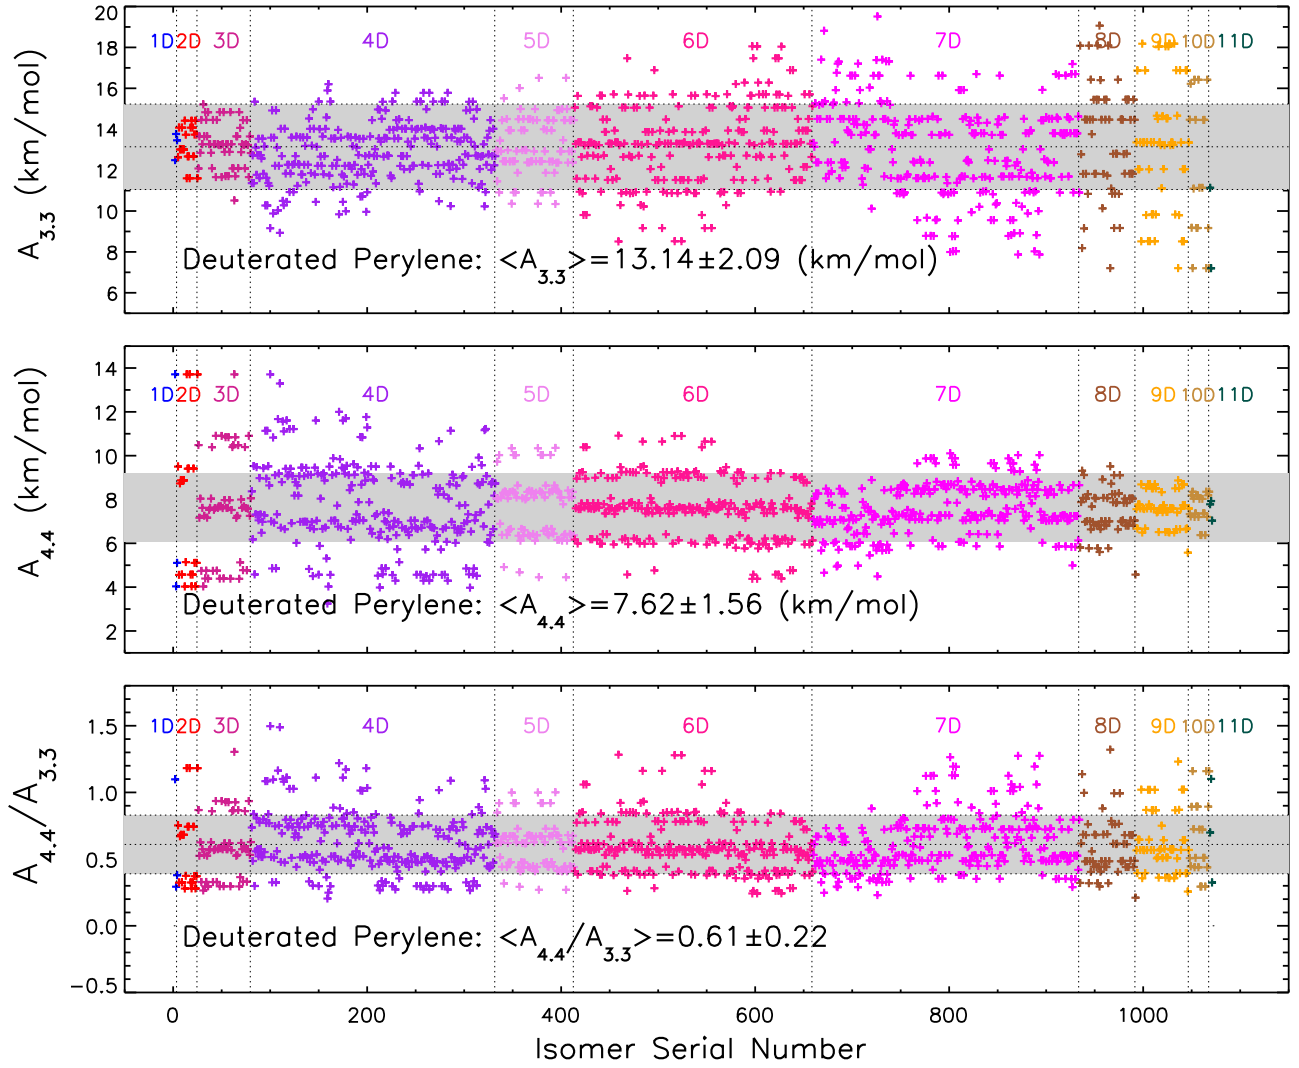 20
18
16
14
12
10
8
6
A3.3 (km/mol)
1D 2D 3D 4D 5D 6D 7D 8D 9D 10D 11D
Deuterated Perylene: <A3.3>=13.14±2.09 (km/mol)
14
12
10
8
6
4
2
A4.4 (km/mol)
1D 2D 3D 4D 5D 6D 7D 8D 9D 10D 11D
Deuterated Perylene: <A4.4>=7.62±1.56 (km/mol)
1.5
1.0
0.5
0.0
−0.5
A4.4/A3.3
1D 2D 3D 4D 5D 6D 7D 8D 9D 10D 11D
Deuterated Perylene: <A4.4/A3.3>=0.61±0.22
0 200 400 600 800 1000
Isomer Serial Number